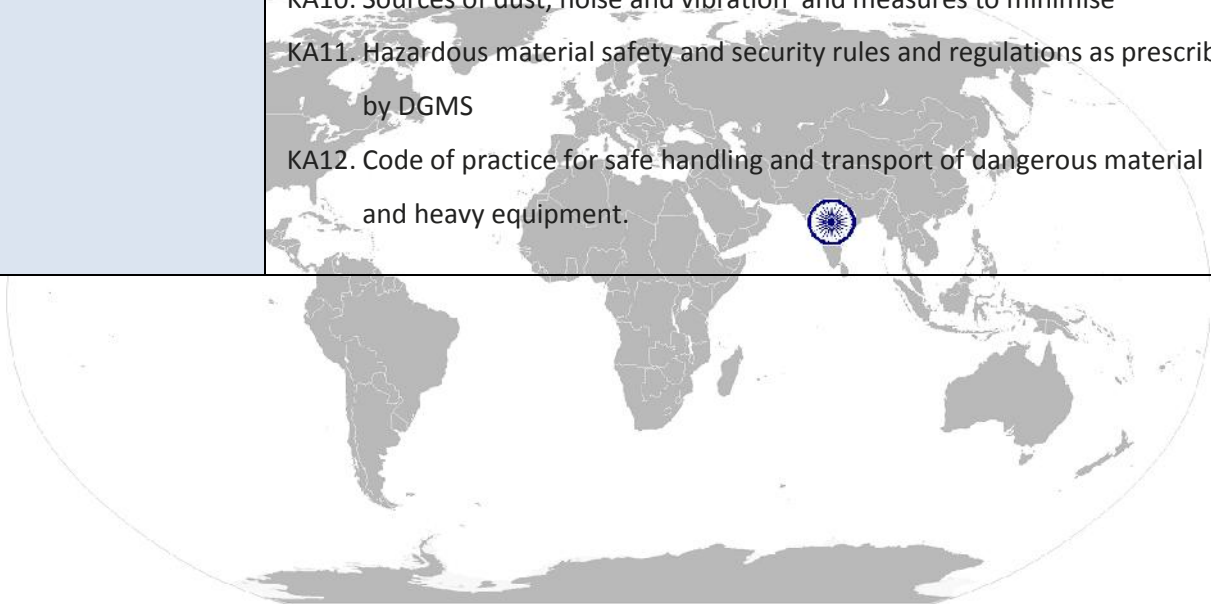 KA10. Sources of dust, noise and vibration and measures to minimise
KA11. Hazardous material safety and security rules and regulations as prescrib
by DGMS
KA12. Code of practice for safe handling and transport of dangerous material
and heavy equipment.